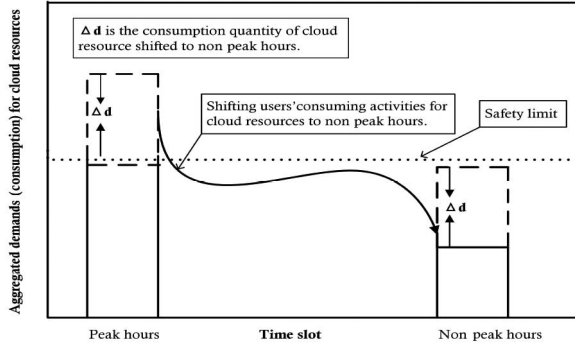 Δ d is the consumption quantity of cloud
resource shifted to non peak hours.
Δ d
Shifting users'consuming activities for
cloud resources to non peak hours.
Safety limit
Δ d
Aggregated demands (consumption) for cloud resources
Peak hours
Time slot
Non peak hours